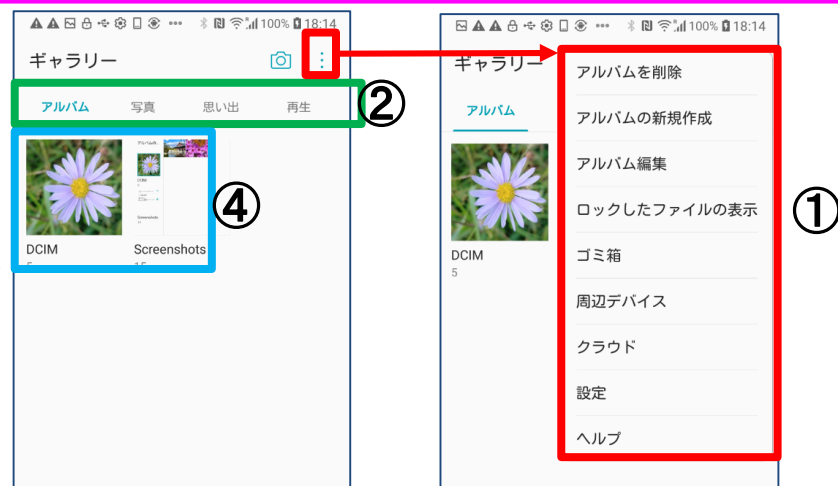 100% 18:14
ギャラリー
アルバム 写真 思い出 再生
②
④
DCIM Screenshots
5 15
100% 18:14
ギャラリー
アルバム
DCIM
5
アルバムを削除
アルバムの新規作成
アルバム編集
ロックしたファイルの表示
ゴミ箱
周辺デバイス
クラウド
設定
ヘルプ
①